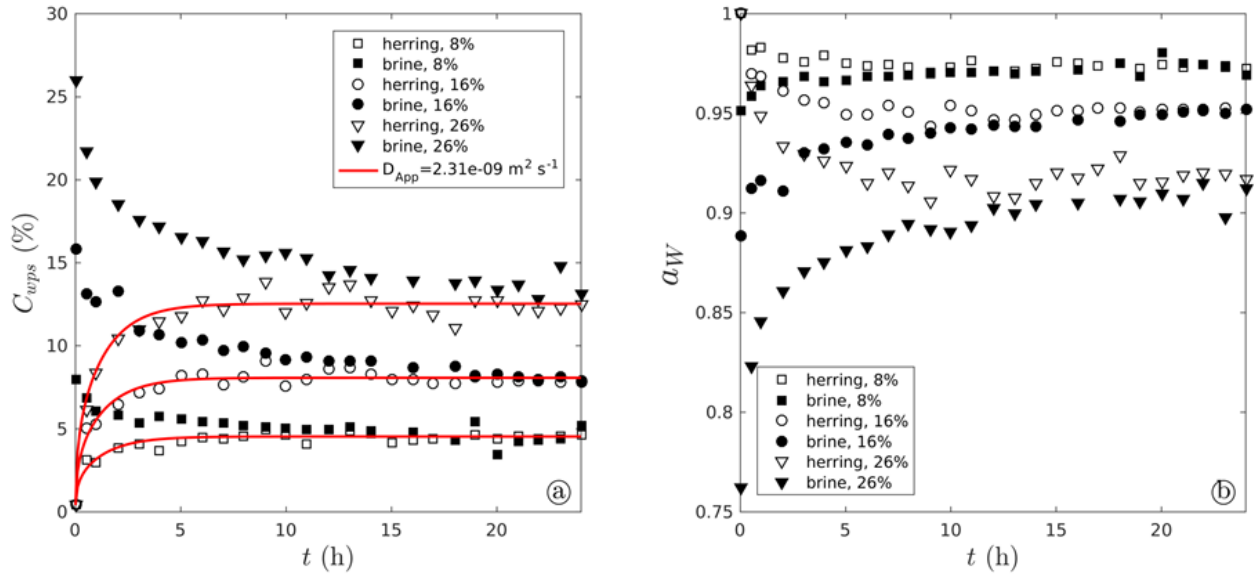 30
25
20
15
10
5
0
C_wps (%)
herring, 8%
brine, 8%
herring, 16%
brine, 16%
herring, 26%
brine, 26%
D_App=2.31e-09 m² s⁻¹
a
0 5 10 15 20
t (h)
1
0.95
0.9
0.85
0.8
0.75
a_W
herring, 8%
brine, 8%
herring, 16%
brine, 16%
herring, 26%
brine, 26%
b
0 5 10 15 20
t (h)